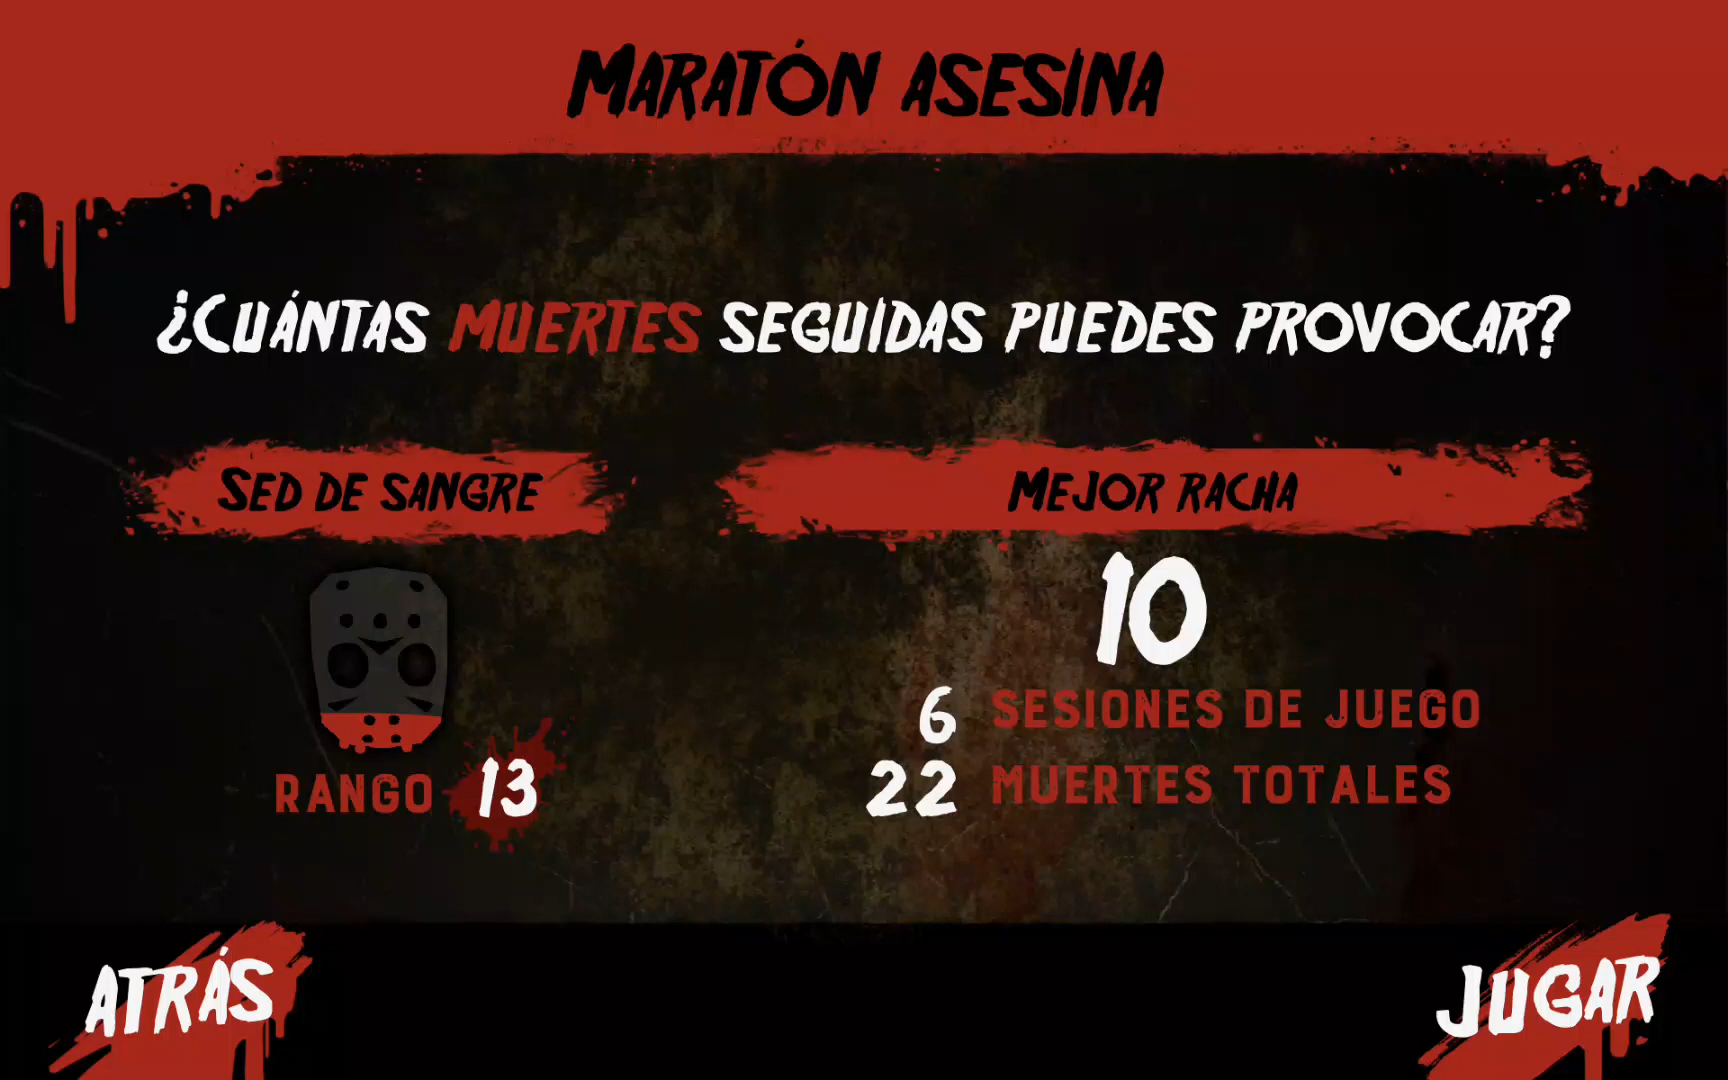 Maratón asesina
¿Cuántas muertes seguidas puedes provocar?
Sed de sangre
Mejor racha
10
6 SESIONES DE JUEGO
22 MUERTES TOTALES
RANGO 13
Atrás
Jugar